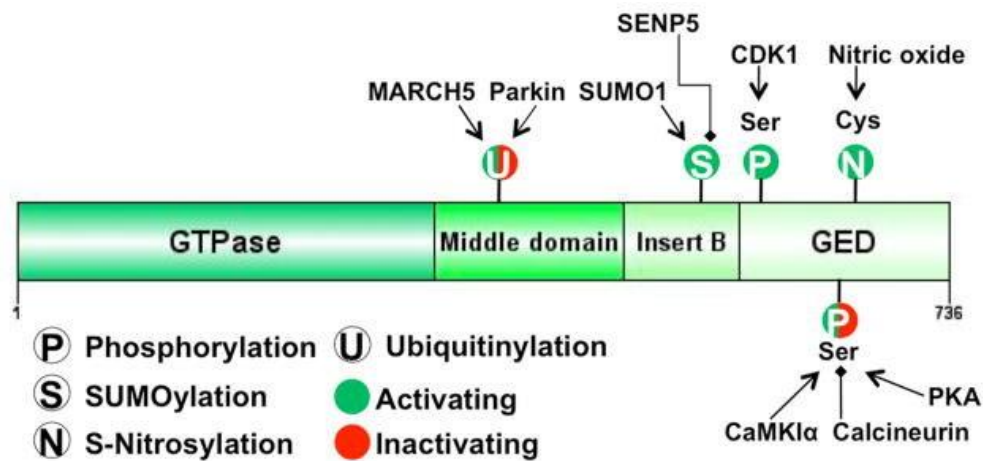 SENP5
CDK1 Nitric oxide
MARCH5 Parkin SUMO1
Ser Cys
U S P N
GTPase Middle domain Insert B GED
1 736
P
Ser
P Phosphorylation U Ubiquitinylation
S SUMOylation Activating
N S-Nitrosylation Inactivating
PKA
CaMKIα Calcineurin